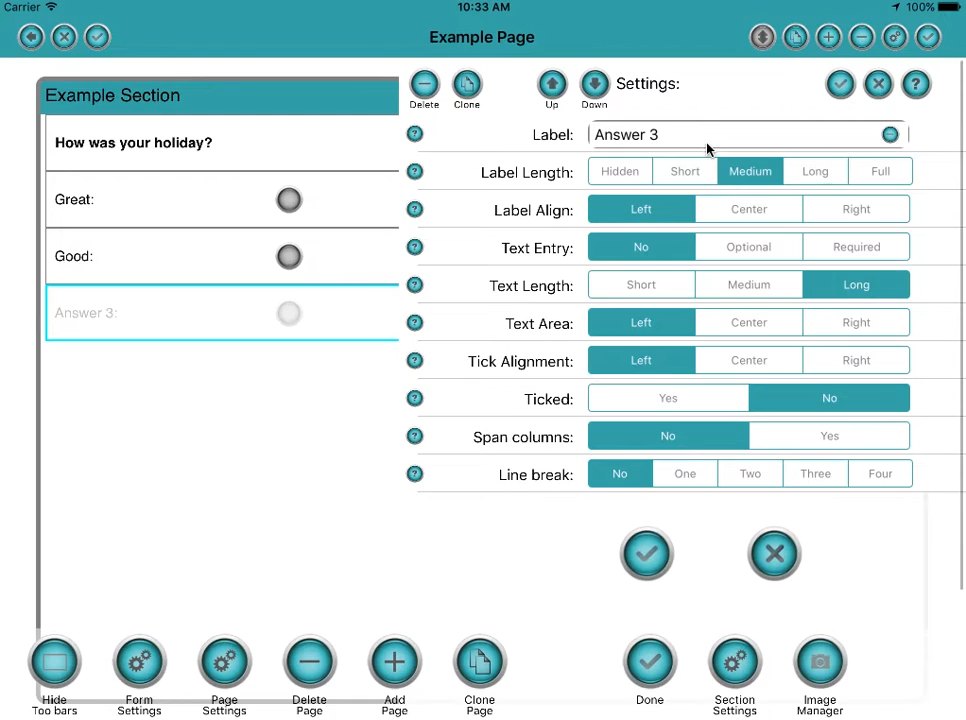 Carrier 10:33 AM 100%
Example Page
Example Section
How was your holiday?
Great:
Good:
Answer 3:
Delete Clone Up Down Settings:
Label: Answer 3
Label Length: Hidden Short Medium Long Full
Label Align: Left Center Right
Text Entry: No Optional Required
Text Length: Short Medium Long
Text Area: Left Center Right
Tick Alignment: Left Center Right
Ticked: Yes No
Span columns: No Yes
Line break: No One Two Three Four
Hide Form Page Delete Add Clone Done Section Image
Tool bars Settings Settings Page Page Page Settings Manager